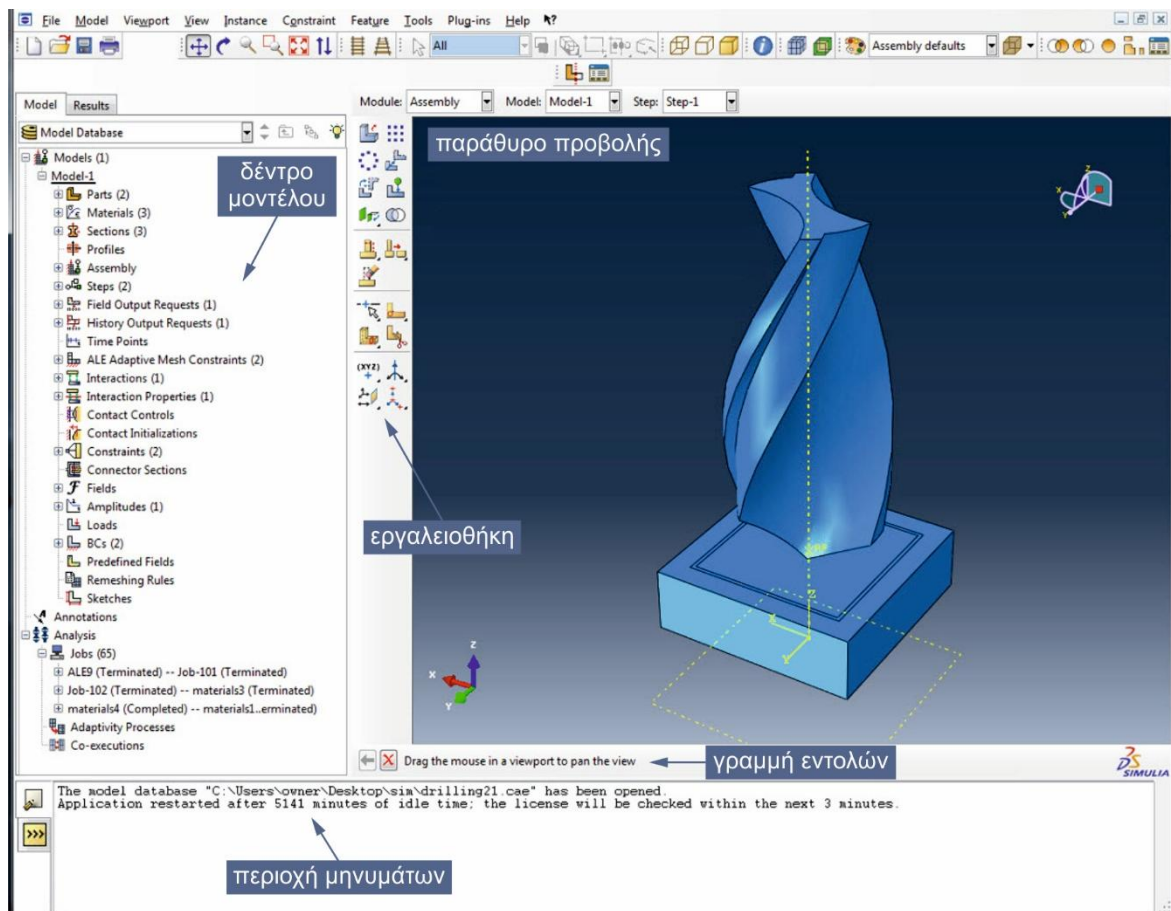 File Model Viewport View Instance Constraint Feature Tools Plug-ins Help
All
Assembly defaults
Model Results
Module: Assembly Model: Model-1 Step: Step-1
Model Database
Models (1)
Model-1
Parts (2)
Materials (3)
Sections (3)
Profiles
Assembly
Steps (2)
Field Output Requests (1)
History Output Requests (1)
Time Points
ALE Adaptive Mesh Constraints (2)
Interactions (1)
Interaction Properties (1)
Contact Controls
Contact Initializations
Constraints (2)
Connector Sections
Fields
Amplitudes (1)
Loads
BCs (2)
Predefined Fields
Remeshing Rules
Sketches
Annotations
Analysis
Jobs (65)
ALE9 (Terminated) -- Job-101 (Terminated)
Job-102 (Terminated) -- materials3 (Terminated)
materials4 (Completed) -- materials1..erminated)
Adaptivity Processes
Co-executions
δέντρο
μοντέλου
(XYZ)
εργαλειοθήκη
παράθυρο προβολής
Z
X
Y
RP
Z
X
Y
Z
X
Y
Drag the mouse in a viewport to pan the view
γραμμή εντολών
SIMULIA
The model database "C:\Users\owner\Desktop\sim\drilling21.cae" has been opened.
Application restarted after 5141 minutes of idle time; the license will be checked within the next 3 minutes.
>>>
περιοχή μηνυμάτων